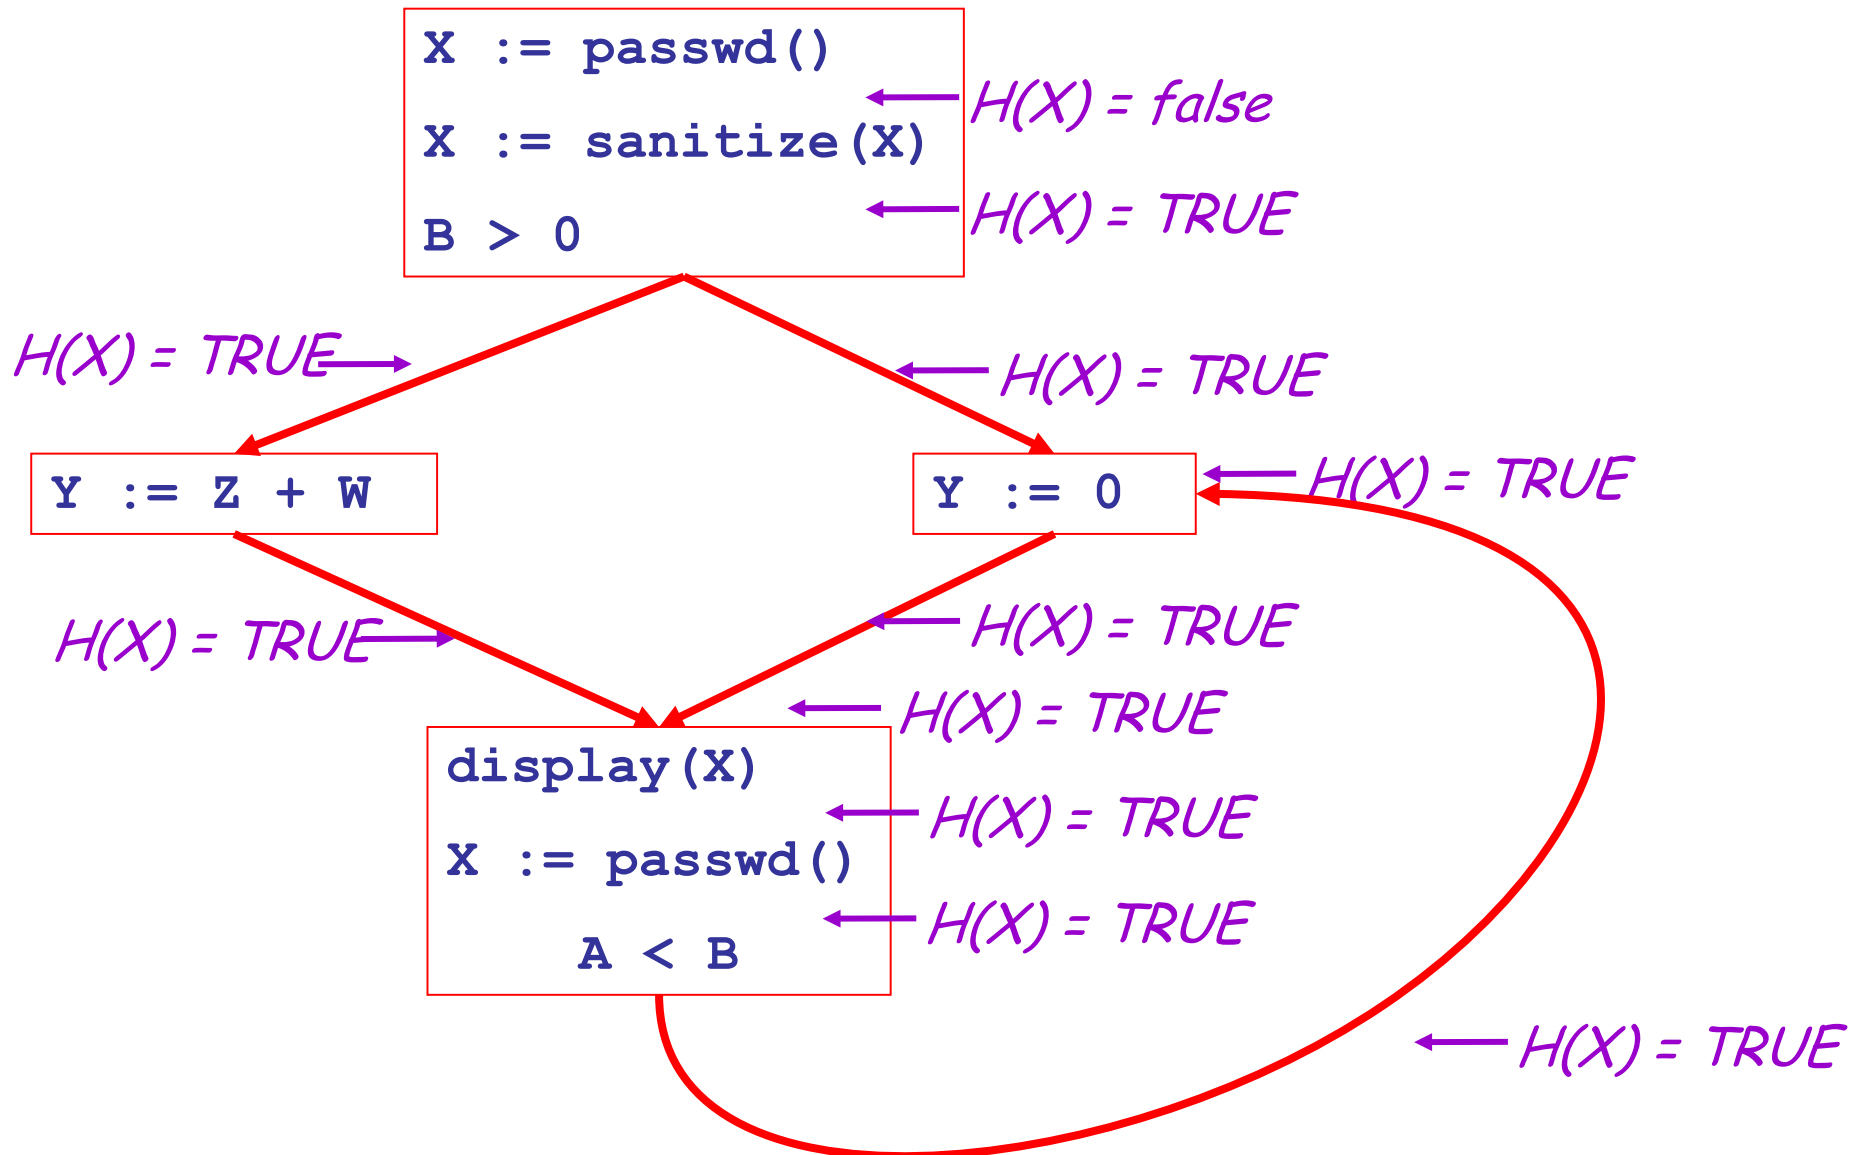 X := passwd()
H(X) = false
X := sanitize(X)
H(X) = TRUE
B > 0
H(X) = TRUE
H(X) = TRUE
H(X) = TRUE
Y := Z + W
Y := 0
H(X) = TRUE
H(X) = TRUE
H(X) = TRUE
display(X)
H(X) = TRUE
X := passwd()
H(X) = TRUE
A < B
H(X) = TRUE